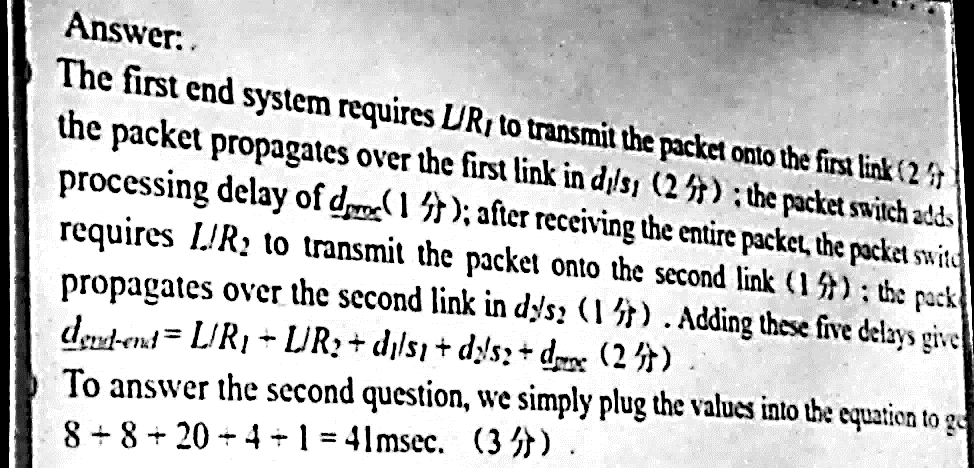 Answer:
The first end system requires L/R₁ to transmit the packet onto the first link (2 分
the packet propagates over the first link in d₁/s₁ (2 分) ; the packet switch adds
processing delay of dproc(1 分); after receiving the entire packet, the packet switc
requires L/R₂ to transmit the packet onto the second link (1 分) ; the pack
propagates over the second link in d₂/s₂ (1 分) . Adding these five delays give
dend-end = L/R₁ + L/R₂ + d₁/s₁ + d₂/s₂ + dproc (2 分)
To answer the second question, we simply plug the values into the equation to ge
8 + 8 + 20 + 4 + 1 = 41msec. (3 分) .